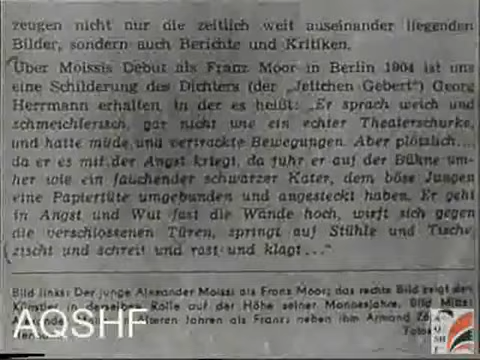 zeugen nicht nur die zeitlich weit auseinander liegenden
Bilder, sondern auch Berichte und Kritiken.
Über Moissis Debut als Franz Moor in Berlin 1904 ist uns
eine Schilderung des Dichters (der „Jettchen Gebert“) Georg
Herrmann erhalten, in der es heißt: „Er sprach weich und
schmeichlerisch, gar nicht wie ein echter Theaterschurke,
und hatte müde und vertrackte Bewegungen. Aber plötzlich...,
da er es mit der Angst kriegt, da fuhr er auf der Bühne um-
her wie ein fauchender schwarzer Kater, dem böse Jungen
eine Papiertüte umgebunden und angesteckt haben. Er geht
in Angst und Wut fast die Wände hoch, wirft sich gegen
die verschlossenen Türen, springt auf Stühle und Tische
zischt und schreit und rast und klagt...“
Bild links: Der junge Alexander Moissi als Franz Moor; das rechte Bild zeigt den
Künstler in derselben Rolle auf der Höhe seiner Mannesjahre. Bild Mitte:
älteren Jahren als Franz; neben ihm Armand
AQSHF